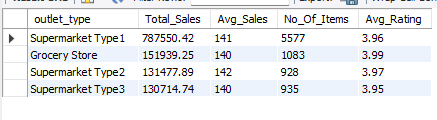 outlet_type Total_Sales Avg_Sales No_Of_Items Avg_Rating
Supermarket Type1 787550.42 141 5577 3.96
Grocery Store 151939.25 140 1083 3.99
Supermarket Type2 131477.89 142 928 3.97
Supermarket Type3 130714.74 140 935 3.95